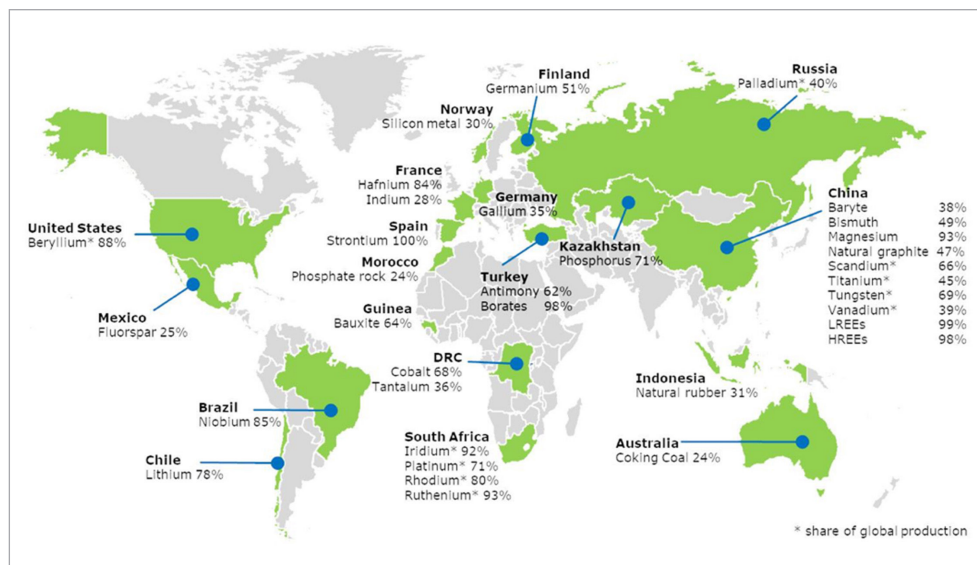 Finland
Germanium 51%
Russia
Palladium* 40%
Norway
Silicon metal 30%
France
Hafnium 84%
Indium 28%
Germany
Gallium 35%
Spain
Strontium 100%
Kazakhstan
Phosphorus 71%
China
Baryte 38%
Bismuth 49%
Magnesium 93%
Natural graphite 47%
Scandium* 66%
Titanium* 45%
Tungsten* 69%
Vanadium* 39%
LREEs 99%
HREEs 98%
United States
Beryllium* 88%
Morocco
Phosphate rock 24%
Turkey
Antimony 62%
Borates 98%
Mexico
Fluorspar 25%
Guinea
Bauxite 64%
DRC
Cobalt 68%
Tantalum 36%
Indonesia
Natural rubber 31%
Brazil
Niobium 85%
South Africa
Iridium* 92%
Platinum* 71%
Rhodium* 80%
Ruthenium* 93%
Australia
Coking Coal 24%
Chile
Lithium 78%
* share of global production